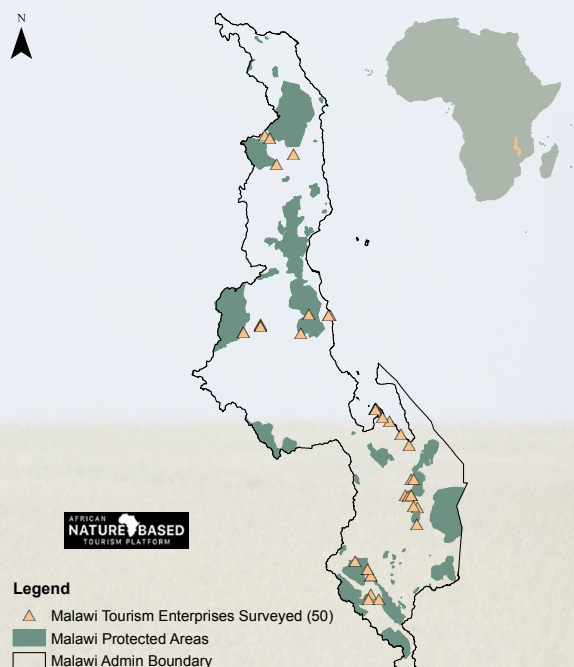 N
AFRICAN
NATURE BASED
TOURISM PLATFORM
Legend
Malawi Tourism Enterprises Surveyed (50)
Malawi Protected Areas
Malawi Admin Boundary